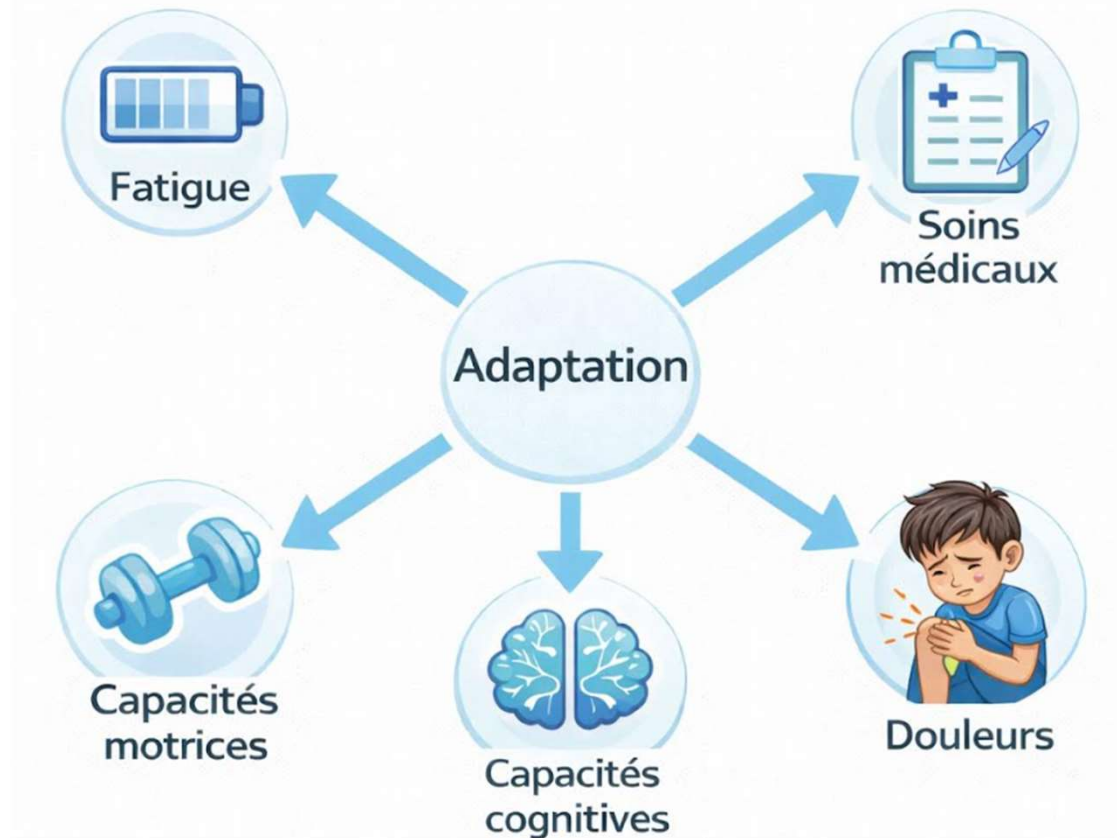 Fatigue
Soins
médicaux
Adaptation
Capacités
motrices
Capacités
cognitives
Douleurs